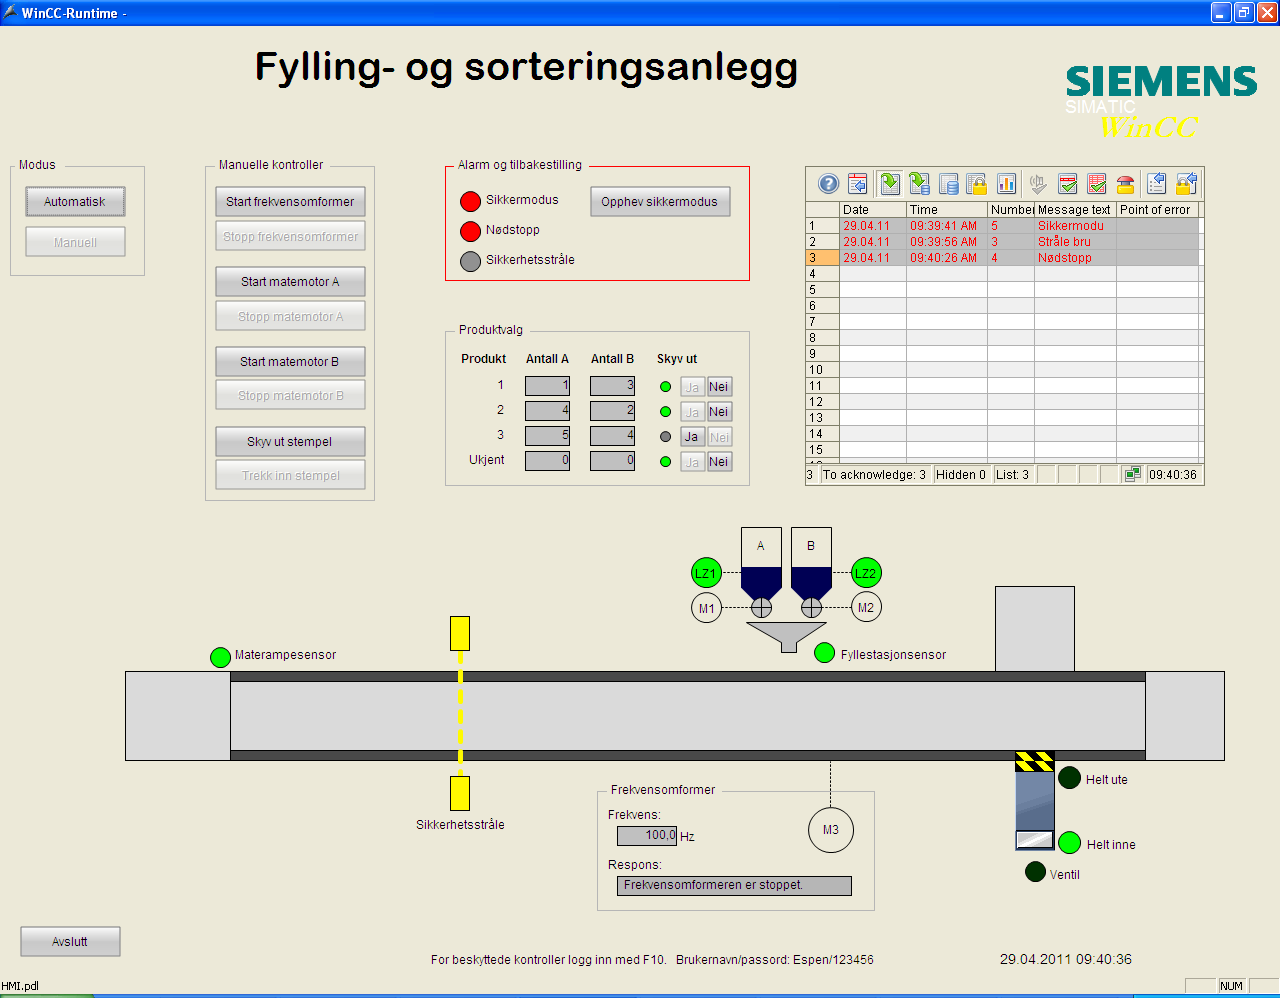 WinCC-Runtime -
Fylling- og sorteringsanlegg
SIEMENS
SIMATIC
WinCC
Modus
Automatisk
Manuell
Manuelle kontroller
Start frekvensomformer
Stopp frekvensomformer
Start matemotor A
Stopp matemotor A
Start matemotor B
Stopp matemotor B
Skyv ut stempel
Trekk inn stempel
Alarm og tilbakestilling
Sikkermodus
Opphev sikkermodus
Nødstopp
Sikkerhetsstråle
Produktvalg
Produkt Antall A Antall B Skyv ut
1 1 3 Ja Nei
2 4 2 Ja Nei
3 5 4 Ja Nei
Ukjent 0 0 Ja Nei
Date Time Number Message text Point of error
1 29.04.11 09:39:41 AM 5 Sikkermodu
2 29.04.11 09:39:56 AM 3 Stråle bru
3 29.04.11 09:40:26 AM 4 Nødstopp
4
5
6
7
8
9
10
11
12
13
14
15
3 To acknowledge: 3 Hidden 0 List: 3 09:40:36
A B
LZ1 LZ2
M1 M2
Materampesensor
Fyllestasjonsensor
Sikkerhetsstråle
Frekvensomformer
Frekvens:
100,0 Hz
M3
Respons:
Frekvensomformeren er stoppet.
Helt ute
Helt inne
Ventil
Avslutt
For beskyttede kontroller logg inn med F10. Brukernavn/passord: Espen/123456
29.04.2011 09:40:36
HMI.pdl
NUM